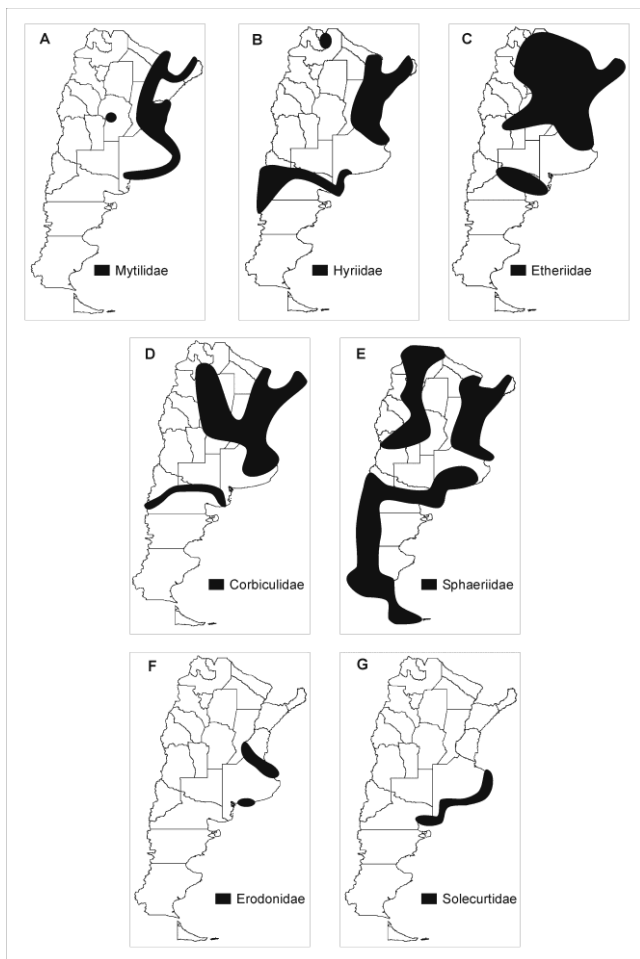 A
B
C
Mytilidae
Hyriidae
Etheriidae
D
E
Corbiculidae
Sphaeriidae
F
G
Erodonidae
Solecurtidae